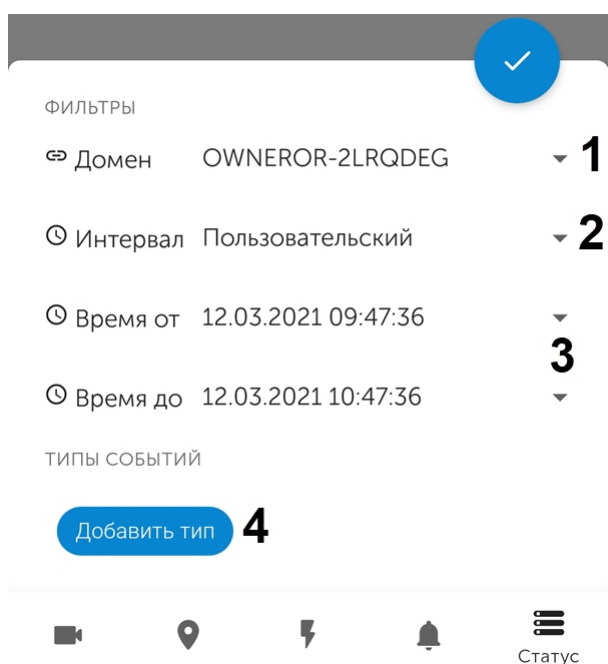 ФИЛЬТРЫ
Домен OWNEROR-2LRQDEG 1
Интервал Пользовательский 2
Время от 12.03.2021 09:47:36
3
Время до 12.03.2021 10:47:36
ТИПЫ СОБЫТИЙ
Добавить тип 4
Статус